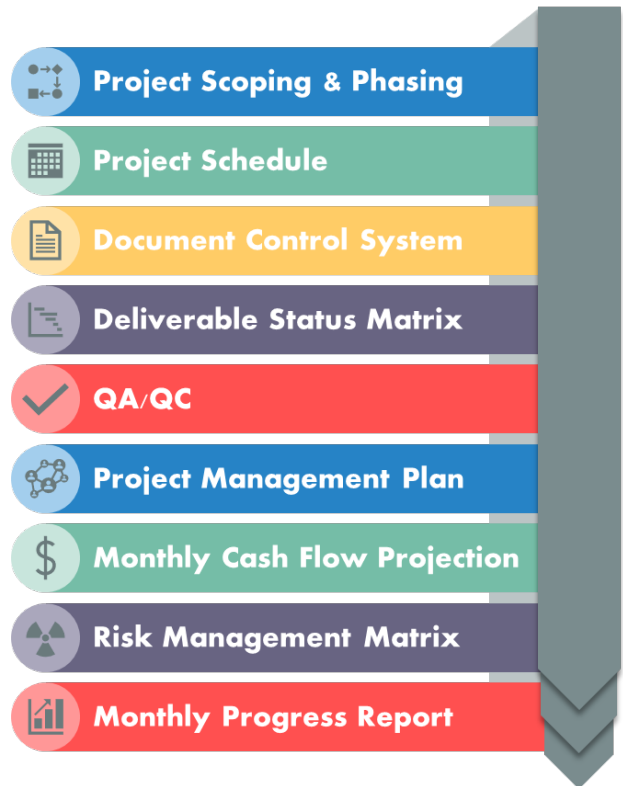 Project Scoping & Phasing
Project Schedule
Document Control System
Deliverable Status Matrix
QA/QC
Project Management Plan
$
Monthly Cash Flow Projection
Risk Management Matrix
Monthly Progress Report